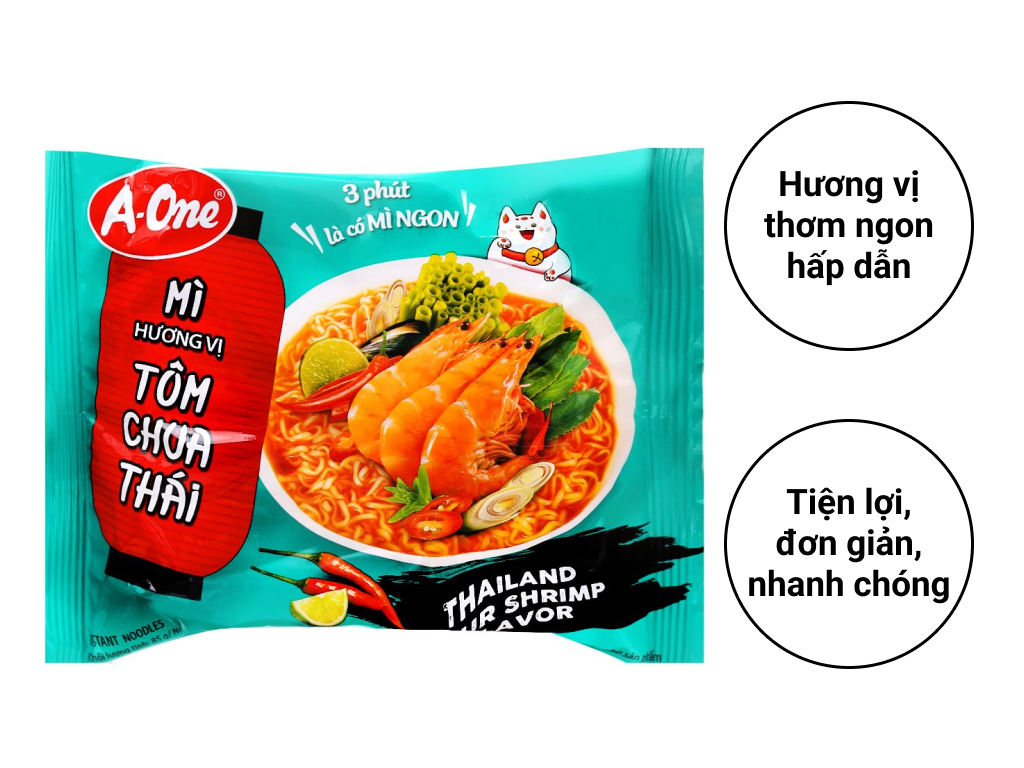 A-One®
3 phút
là có MÌ NGON
MÌ
HƯƠNG VỊ
TÔM
CHUA
THÁI
THAILAND
SHRIMP
NOODLES
Hương vị
thơm ngon
hấp dẫn
Tiện lợi,
đơn giản,
nhanh chóng